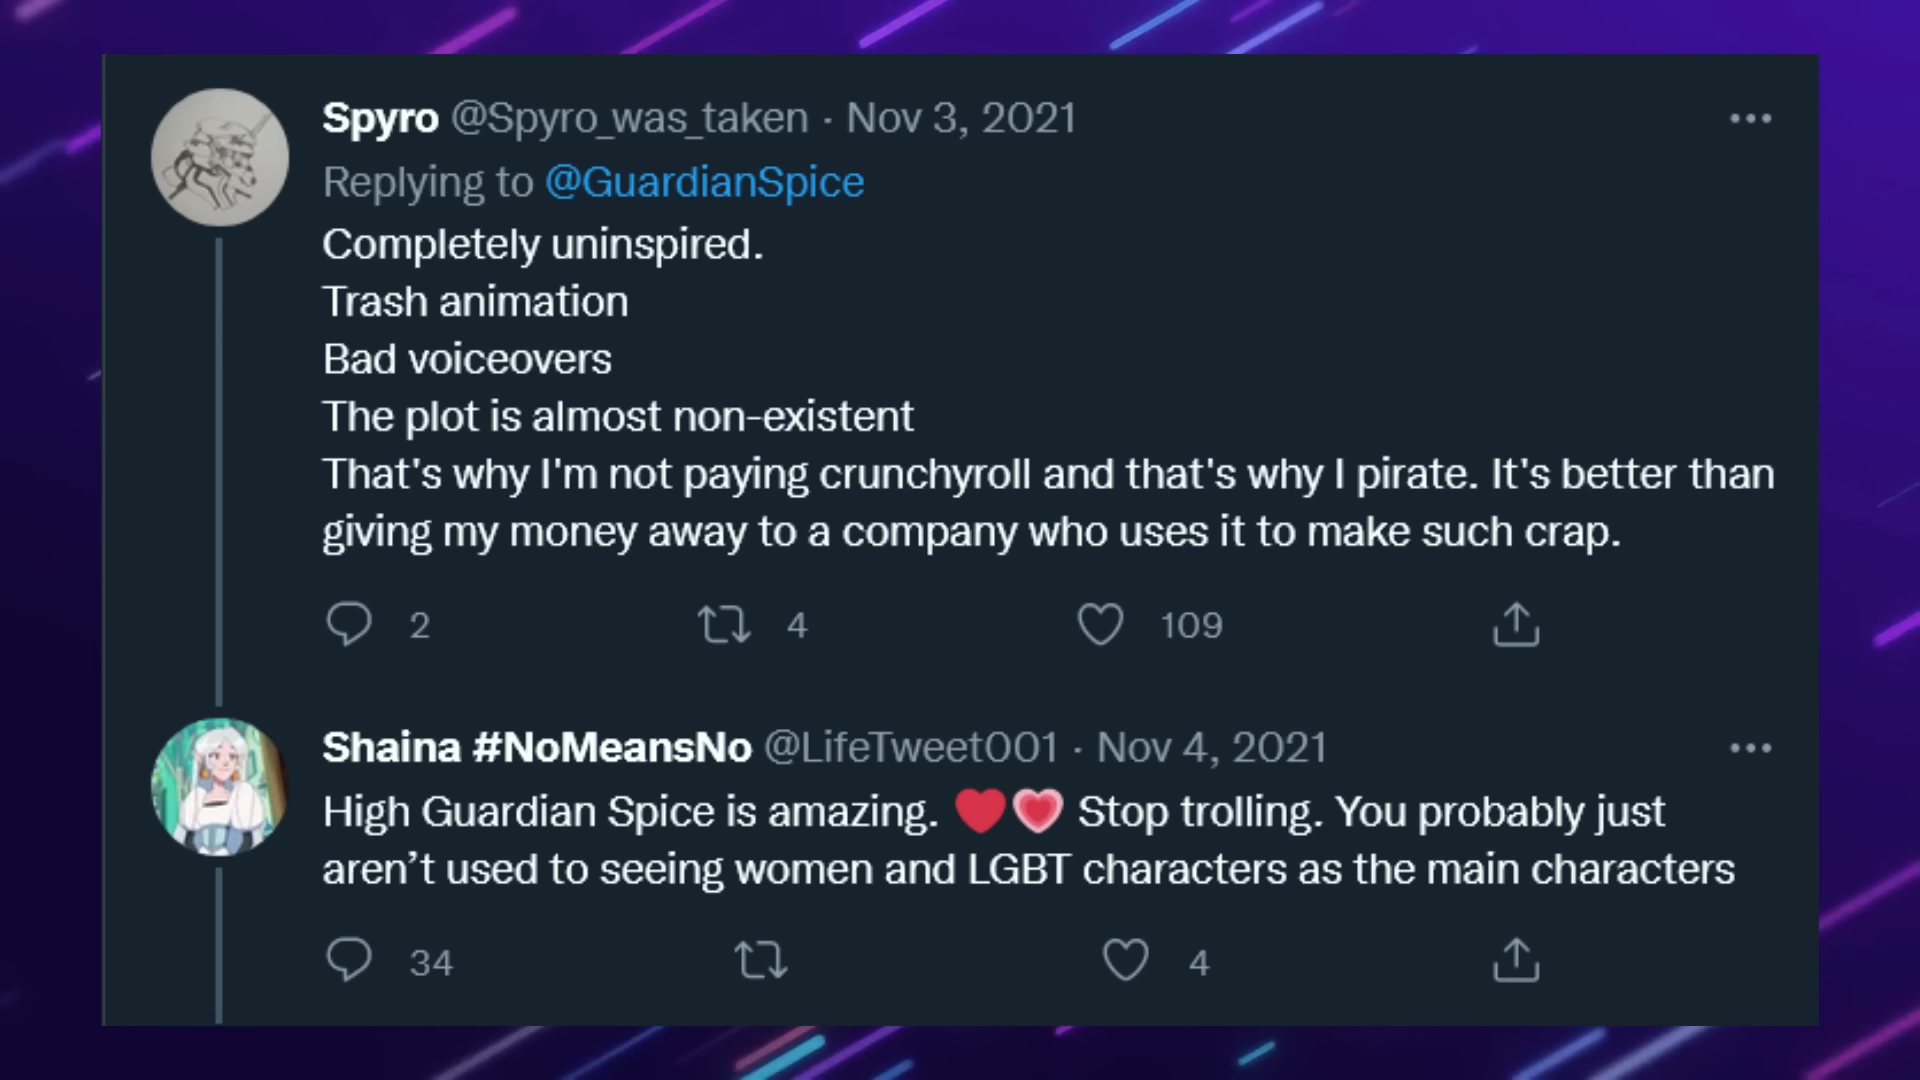 Spyro @Spyro_was_taken · Nov 3, 2021
Replying to @GuardianSpice
Completely uninspired.
Trash animation
Bad voiceovers
The plot is almost non-existent
That's why I'm not paying crunchyroll and that's why I pirate. It's better than
giving my money away to a company who uses it to make such crap.
2 4 109
Shaina #NoMeansNo @LifeTweet001 · Nov 4, 2021
High Guardian Spice is amazing. ❤️💗 Stop trolling. You probably just
aren’t used to seeing women and LGBT characters as the main characters
34 4